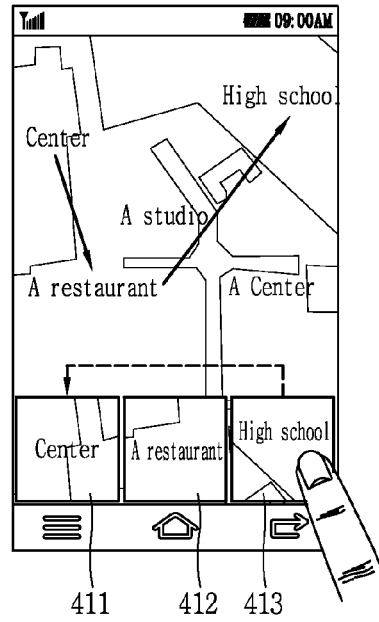 09:00AM
High school
Center
A studio
A restaurant
A Center
Center
A restaurant
High school
411
412
413